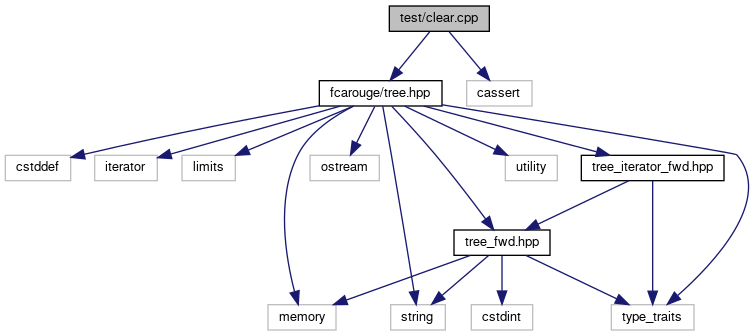 test/clear.cpp
fcarouge/tree.hpp
cassert
cstddef
iterator
limits
ostream
utility
tree_iterator_fwd.hpp
tree_fwd.hpp
memory
string
cstdint
type_traits